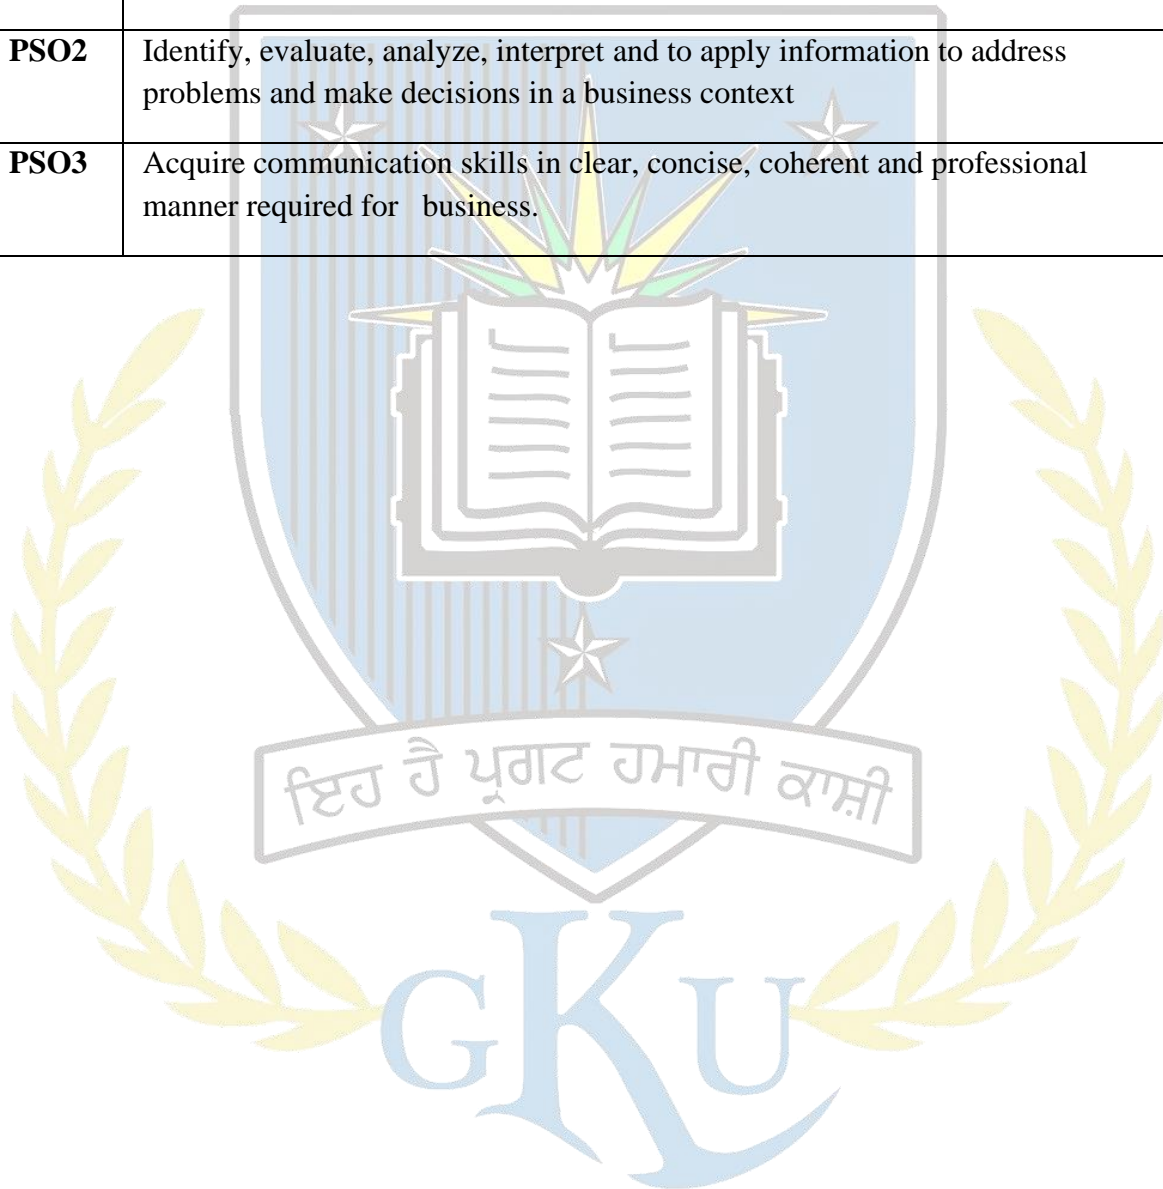 PSO2 Identify, evaluate, analyze, interpret and to apply information to address
problems and make decisions in a business context
PSO3 Acquire communication skills in clear, concise, coherent and professional
manner required for   business.
ਇਹ ਹੈ ਪ੍ਰਗਟ ਹਮਾਰੀ ਕਾਸ਼ੀ
GKU